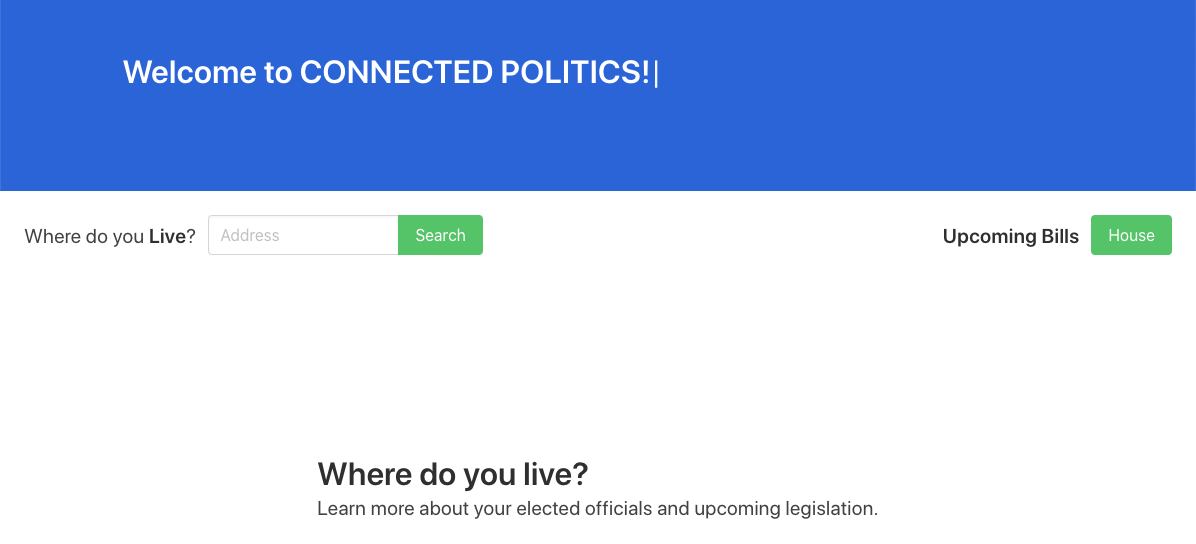 Welcome to CONNECTED POLITICS!|
Where do you Live? Address Search Upcoming Bills House
Where do you live?
Learn more about your elected officials and upcoming legislation.